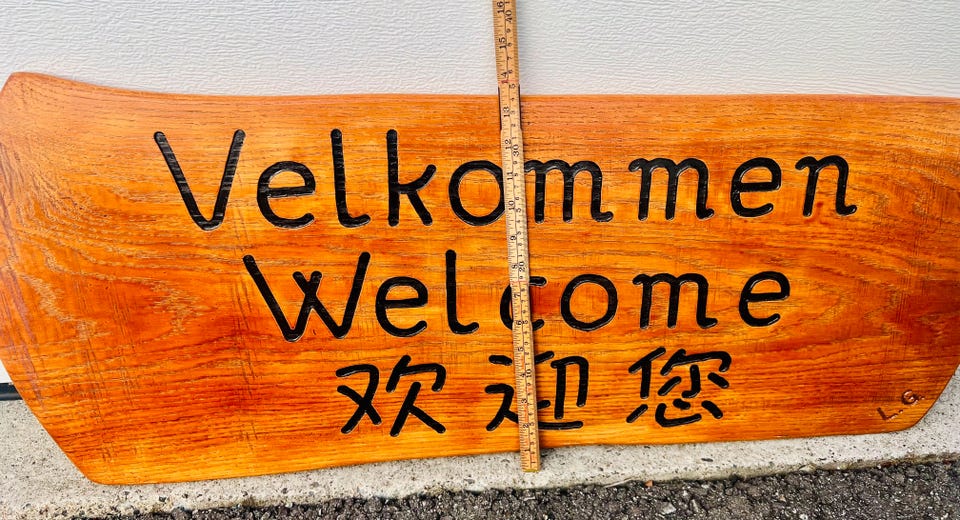 Velkommen
Welcome
欢迎您
L.G.